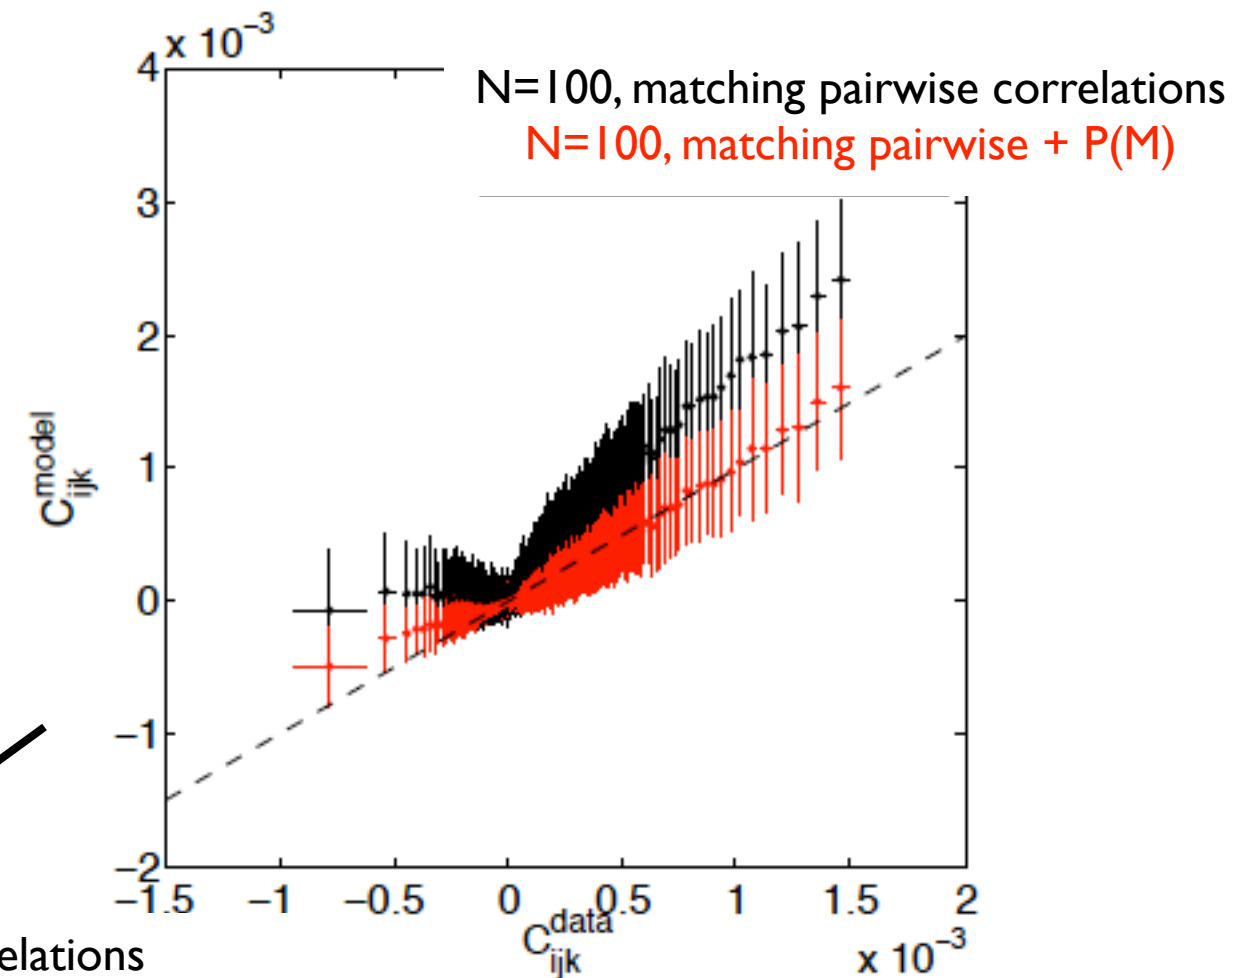 x 10⁻³
N=100, matching pairwise correlations
N=100, matching pairwise + P(M)
4
3
2
1
0
−1
−2
C_ijk^model
−1.5 −1 −0.5 0 0.5 1 1.5 2
C_ijk^data
x 10⁻³
elations